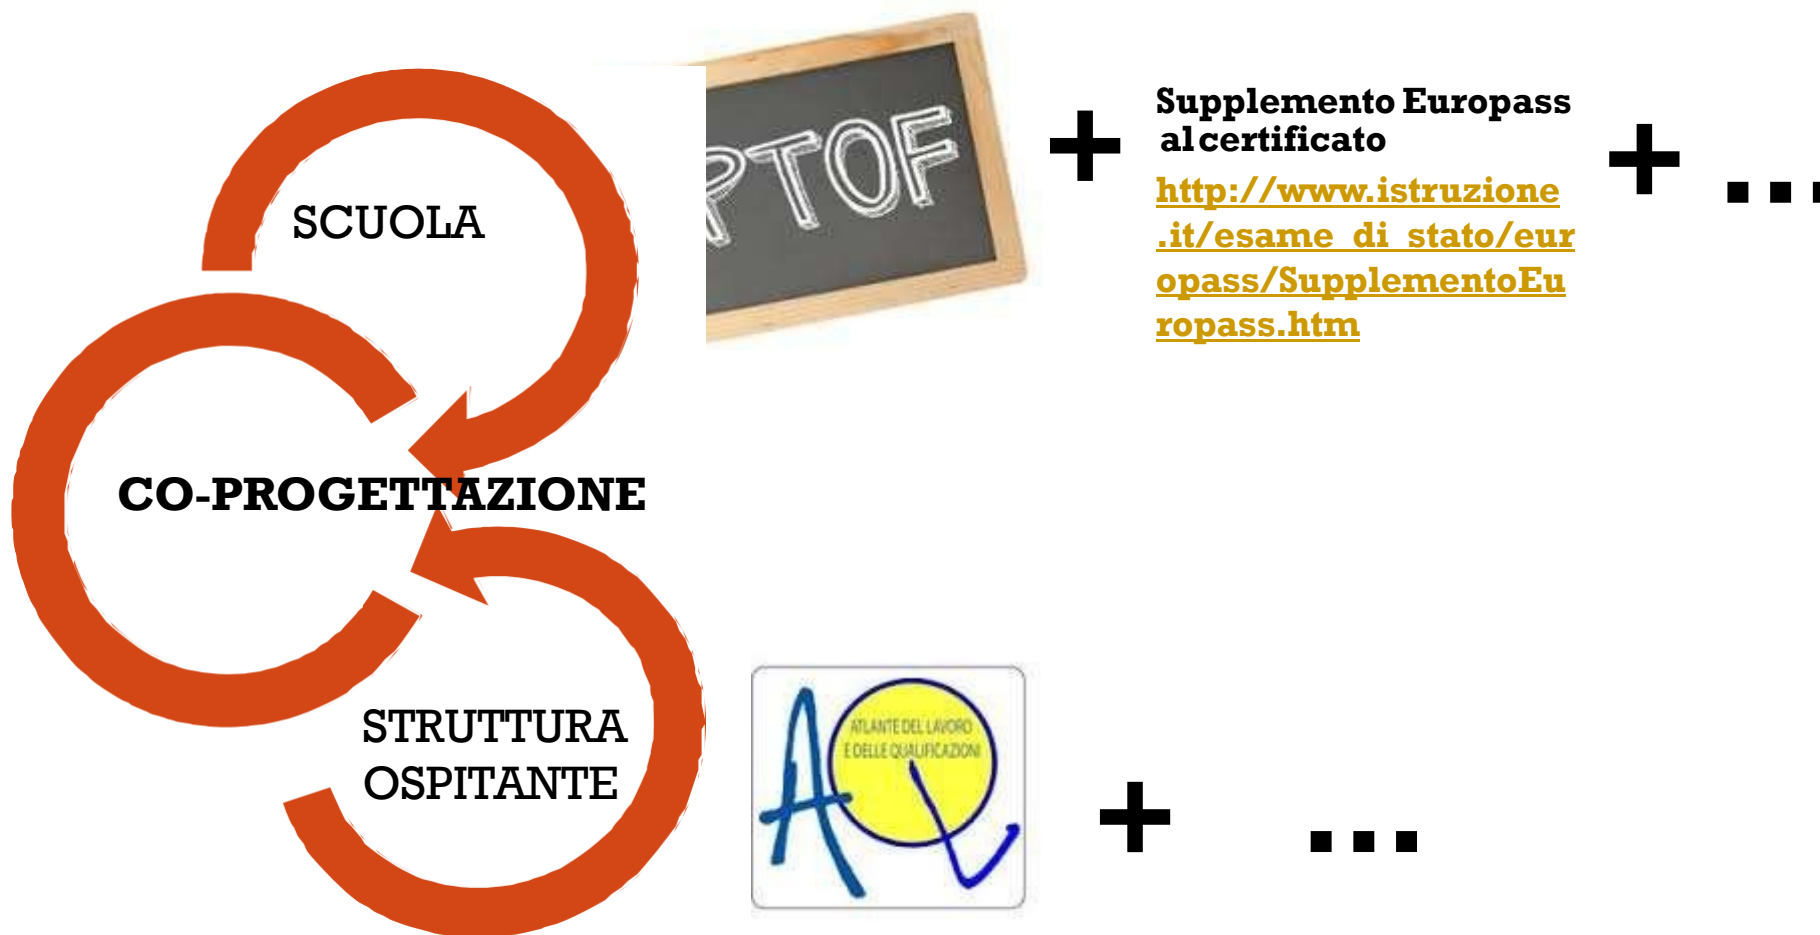 SCUOLA
PTOF
+
Supplemento Europass
al certificato
http://www.istruzione
.it/esame_di_stato/eur
opass/SupplementoEu
ropass.htm
+ ...
CO-PROGETTAZIONE
STRUTTURA
OSPITANTE
ATLANTE DEL LAVORO
E DELLE QUALIFICAZIONI
AQ
+ ...